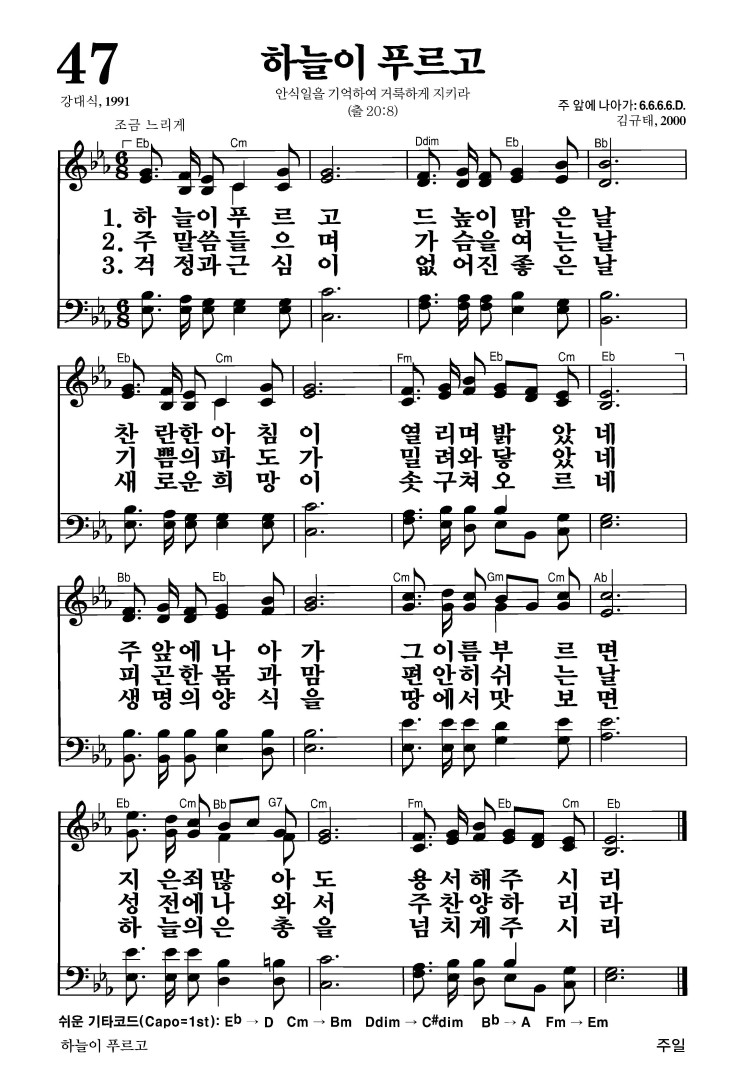 47
하늘이 푸르고
강대식, 1991
안식일을 기억하여 거룩하게 지키라
(출 20:8)
주 앞에 나아가: 6.6.6.6.D.
김규태, 2000
조금 느리게
Eb Cm Ddim Eb Bb
6 8
1. 하 늘이 푸 르 고 드 높이 맑 은 날
2. 주 말씀 들 으 며 가 슴을 여 는 날
3. 걱 정과 근 심 이 없 어진 좋 은 날
6 8
Eb Cm Fm Eb Cm Eb
찬 란한 아 침 이 열 리며 밝 았 네
기 쁨의 파 도 가 밀 려와 닿 았 네
새 로운 희 망 이 솟 구쳐 오 르 네
Bb Eb Cm Gm Cm Ab
주 앞에 나 아 가 그 이름 부 르 면
피 곤한 몸 과 맘 편 안히 쉬 는 날
생 명의 양 식 을 땅 에서 맛 보 면
Eb Cm Bb G7 Cm Fm Eb Cm Eb
지 은죄 많 아 도 용 서해 주 시 리
성 전에 나 와 서 주 찬양 하 리 라
하 늘의 은 총 을 넘 치게 주 시 리
쉬운 기타코드(Capo=1st): Eb → D Cm → Bm Ddim → C#dim Bb → A Fm → Em
하늘이 푸르고
주일